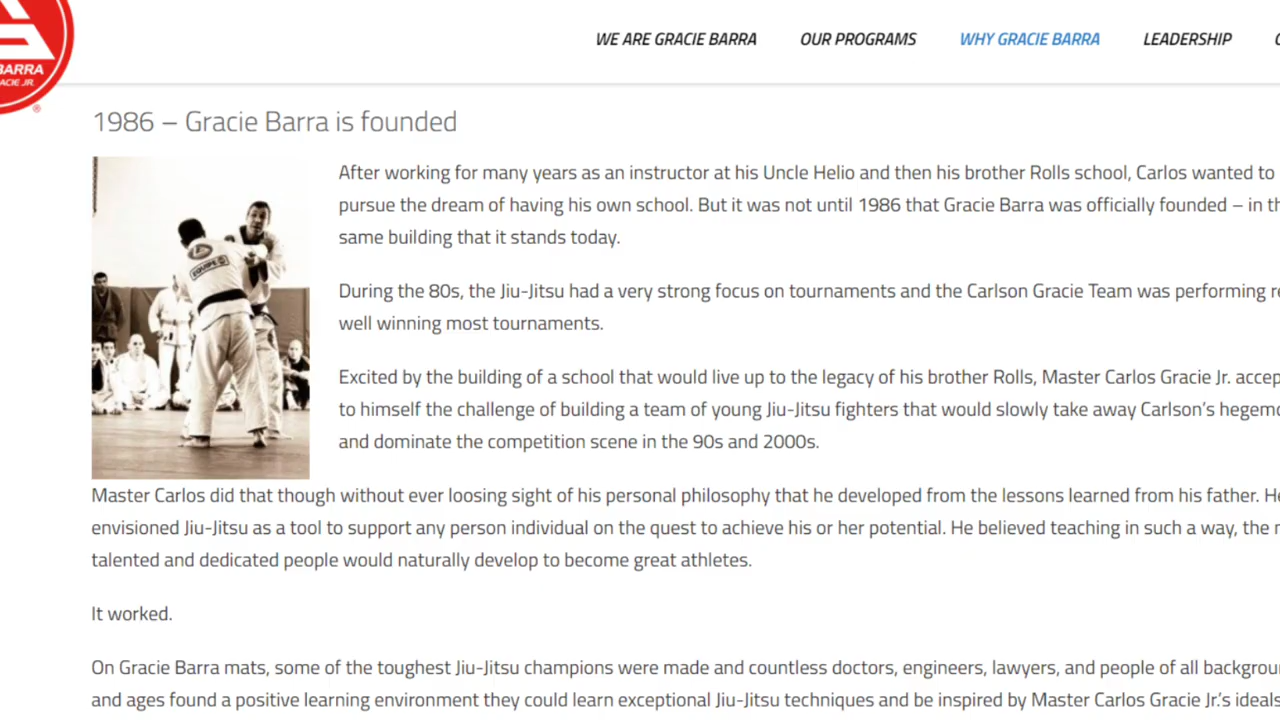 WE ARE GRACIE BARRA OUR PROGRAMS WHY GRACIE BARRA LEADERSHIP
BARRA
ACIE JR.
®
1986 – Gracie Barra is founded
After working for many years as an instructor at his Uncle Helio and then his brother Rolls school, Carlos wanted to
pursue the dream of having his own school. But it was not until 1986 that Gracie Barra was officially founded – in th
same building that it stands today.
During the 80s, the Jiu-Jitsu had a very strong focus on tournaments and the Carlson Gracie Team was performing re
well winning most tournaments.
Excited by the building of a school that would live up to the legacy of his brother Rolls, Master Carlos Gracie Jr. accep
to himself the challenge of building a team of young Jiu-Jitsu fighters that would slowly take away Carlson's hegemo
and dominate the competition scene in the 90s and 2000s.
EQUIPE
Master Carlos did that though without ever loosing sight of his personal philosophy that he developed from the lessons learned from his father. He
envisioned Jiu-Jitsu as a tool to support any person individual on the quest to achieve his or her potential. He believed teaching in such a way, the
talented and dedicated people would naturally develop to become great athletes.
It worked.
On Gracie Barra mats, some of the toughest Jiu-Jitsu champions were made and countless doctors, engineers, lawyers, and people of all backgrou
and ages found a positive learning environment they could learn exceptional Jiu-Jitsu techniques and be inspired by Master Carlos Gracie Jr.'s ideals